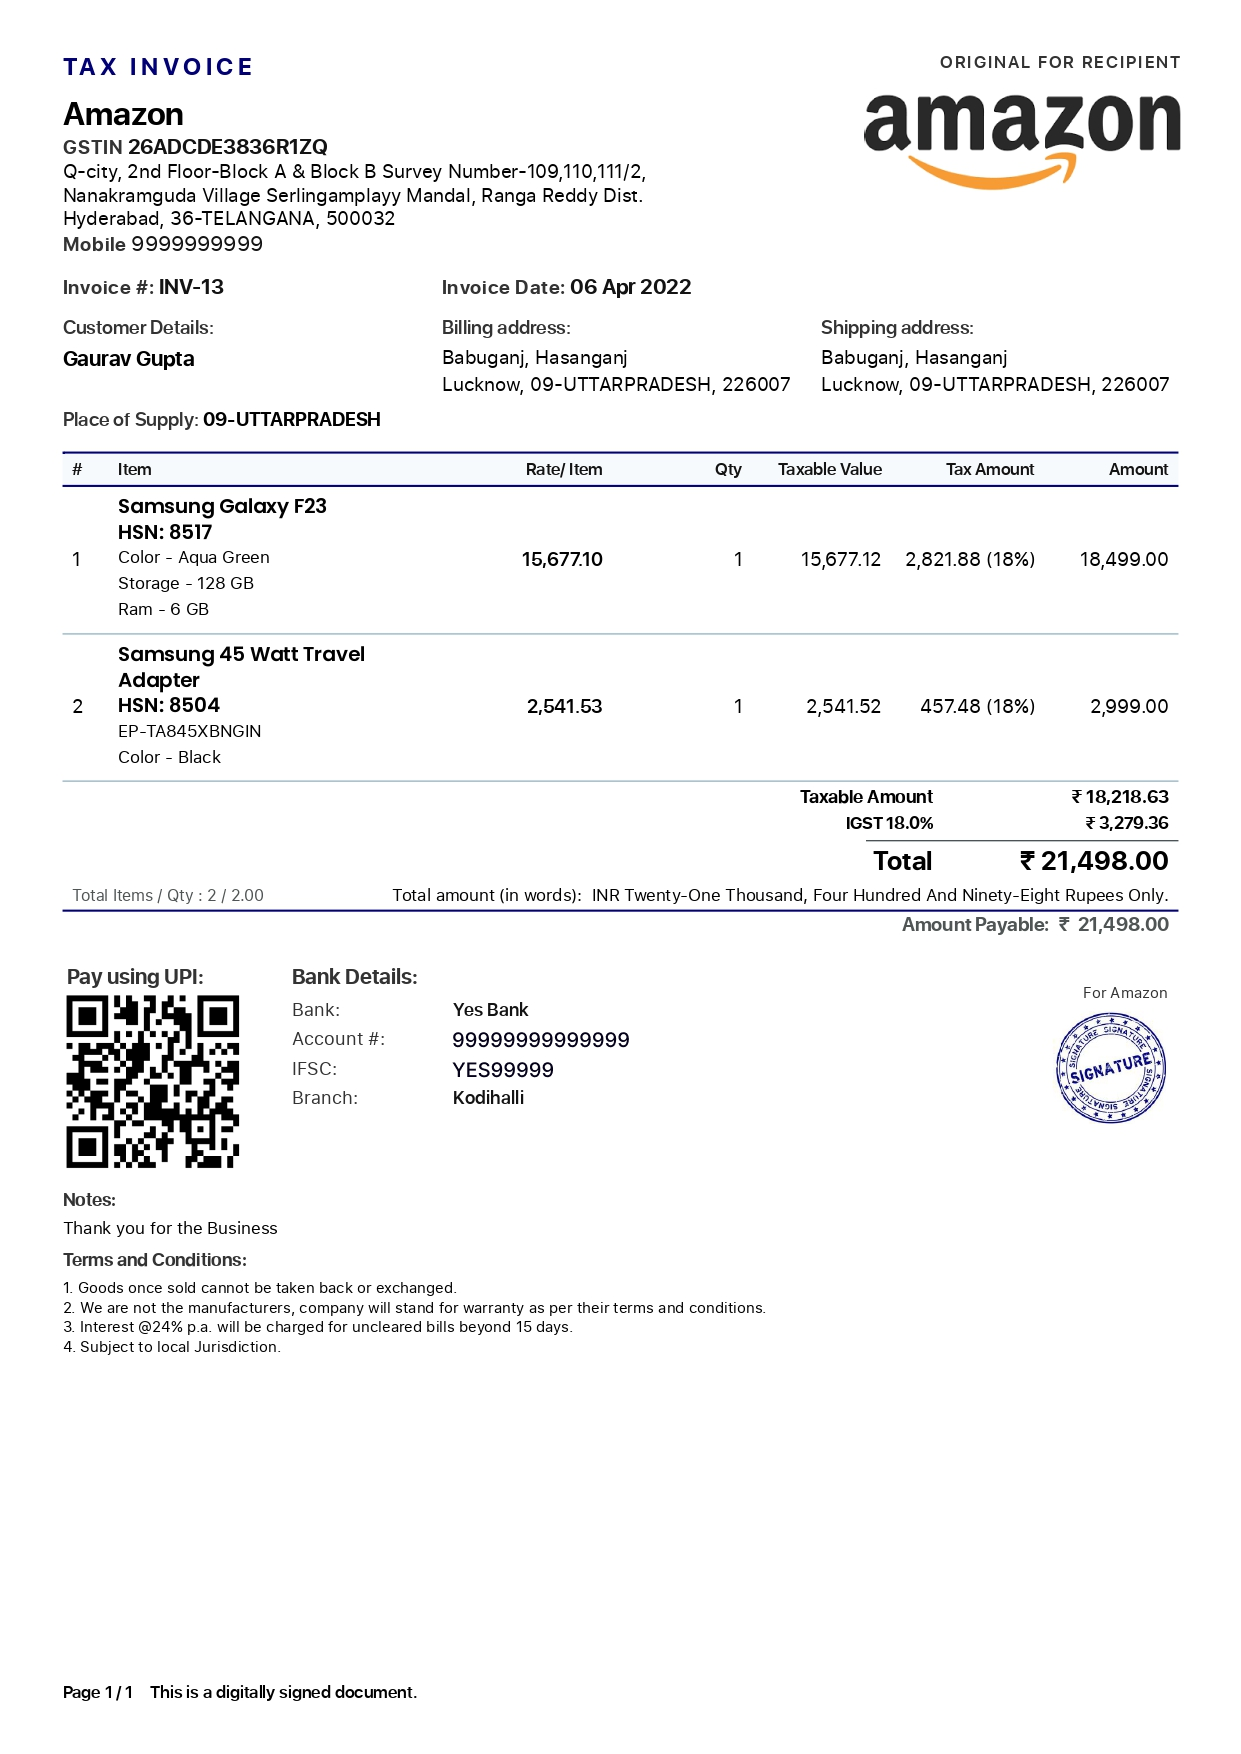 TAX INVOICE
ORIGINAL FOR RECIPIENT
Amazon
amazon
GSTIN 26ADCDE3836R1ZQ
Q-city, 2nd Floor-Block A & Block B Survey Number-109,110,111/2,
Nanakramguda Village Serlingamplayy Mandal, Ranga Reddy Dist.
Hyderabad, 36-TELANGANA, 500032
Mobile 9999999999
Invoice #: INV-13 Invoice Date: 06 Apr 2022
Customer Details: Billing address: Shipping address:
Gaurav Gupta Babuganj, Hasanganj Babuganj, Hasanganj
Lucknow, 09-UTTARPRADESH, 226007 Lucknow, 09-UTTARPRADESH, 226007
Place of Supply: 09-UTTARPRADESH
# Item Rate/ Item Qty Taxable Value Tax Amount Amount
Samsung Galaxy F23
HSN: 8517
1 Color - Aqua Green 15,677.10 1 15,677.12 2,821.88 (18%) 18,499.00
Storage - 128 GB
Ram - 6 GB
Samsung 45 Watt Travel
Adapter
2 HSN: 8504 2,541.53 1 2,541.52 457.48 (18%) 2,999.00
EP-TA845XBNGIN
Color - Black
Taxable Amount ₹ 18,218.63
IGST 18.0% ₹ 3,279.36
Total ₹ 21,498.00
Total Items / Qty : 2 / 2.00 Total amount (in words): INR Twenty-One Thousand, Four Hundred And Ninety-Eight Rupees Only.
Amount Payable: ₹ 21,498.00
Pay using UPI: Bank Details:
For Amazon
Bank: Yes Bank
Account #: 99999999999999
IFSC: YES99999
Branch: Kodihalli
SIGNATURE SIGNATURE
SIGNATURE
SIGNATURE SIGNATURE SIGNATURE
Notes:
Thank you for the Business
Terms and Conditions:
1. Goods once sold cannot be taken back or exchanged.
2. We are not the manufacturers, company will stand for warranty as per their terms and conditions.
3. Interest @24% p.a. will be charged for uncleared bills beyond 15 days.
4. Subject to local Jurisdiction.
Page 1 / 1 This is a digitally signed document.